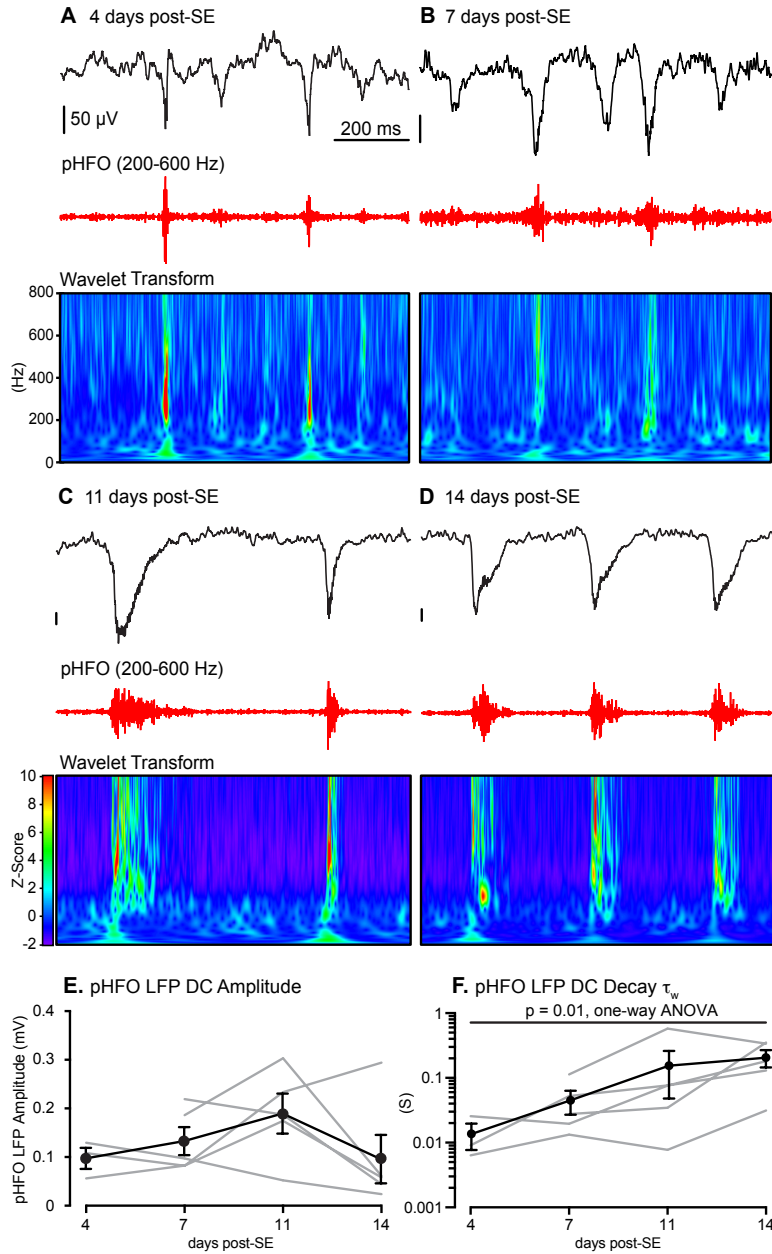 A 4 days post-SE
B 7 days post-SE
50 µV
200 ms
pHFO (200-600 Hz)
Wavelet Transform
800
600
400
200
0
(Hz)
C 11 days post-SE
D 14 days post-SE
pHFO (200-600 Hz)
Wavelet Transform
10
8
6
4
2
0
-2
Z-Score
E. pHFO LFP DC Amplitude
0.4
0.3
0.2
0.1
0
pHFO LFP Amplitude (mV)
4 7 11 14
days post-SE
F. pHFO LFP DC Decay τw
p = 0.01, one-way ANOVA
1
0.1
0.01
0.001
(S)
4 7 11 14
days post-SE